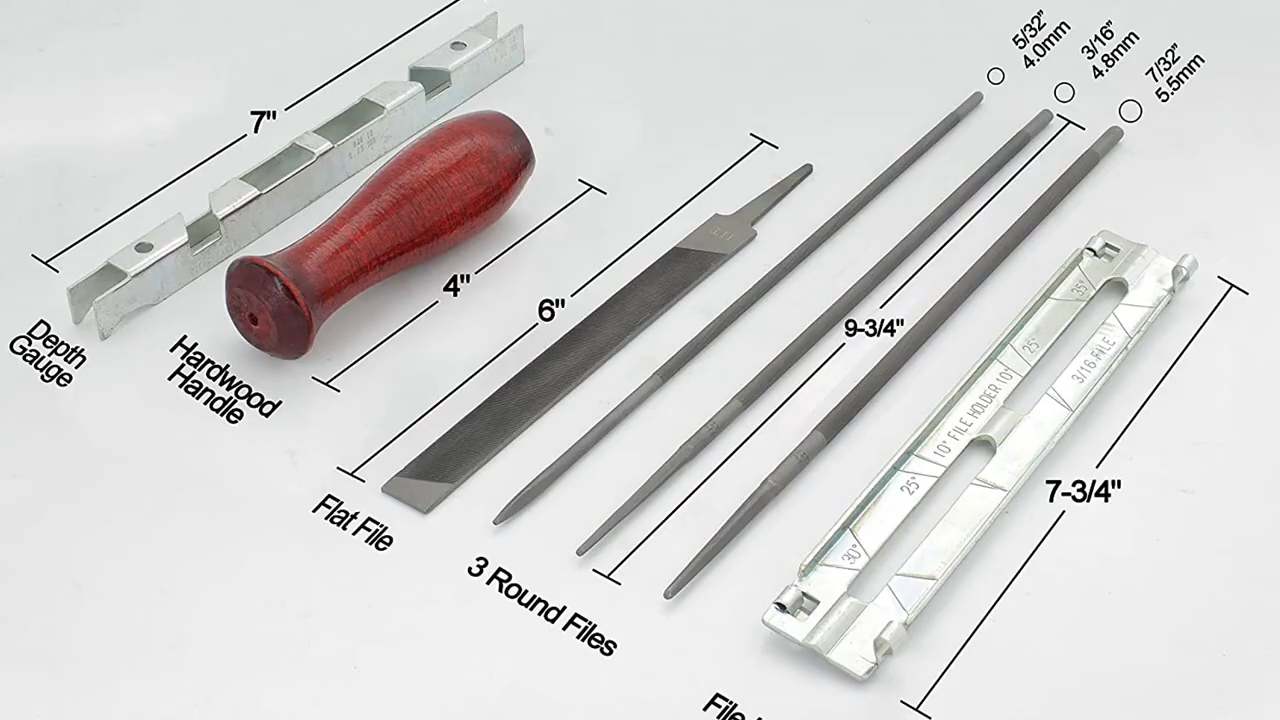 5/32"
4.0mm
3/16"
4.8mm
7/32"
5.5mm
7"
4"
6"
9-3/4"
7-3/4"
Depth
Gauge
Hardwood
Handle
Flat File
3 Round Files
35°
25°
10° FILE HOLDER 10°
3/16 FILE
25°
30°